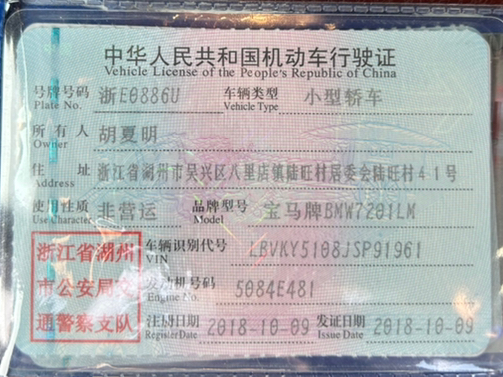 中华人民共和国机动车行驶证
Vehicle License of the People's Republic of China
号牌号码 浙E0886U 车辆类型 小型轿车
Plate No. Vehicle Type
所有人 胡夏明
Owner
住址 浙江省湖州市吴兴区八里店镇陆旺村居委会陆旺村41号
Address
使用性质 非营运 品牌型号 宝马牌BMW7201LM
Use Character Model
浙江省湖州 车辆识别代号 LBVKY5108JSP91961
VIN
市公安局交 发动机号码 5084E481
Engine No.
通警察支队 注册日期 2018-10-09 发证日期 2018-10-09
Register Date Issue Date